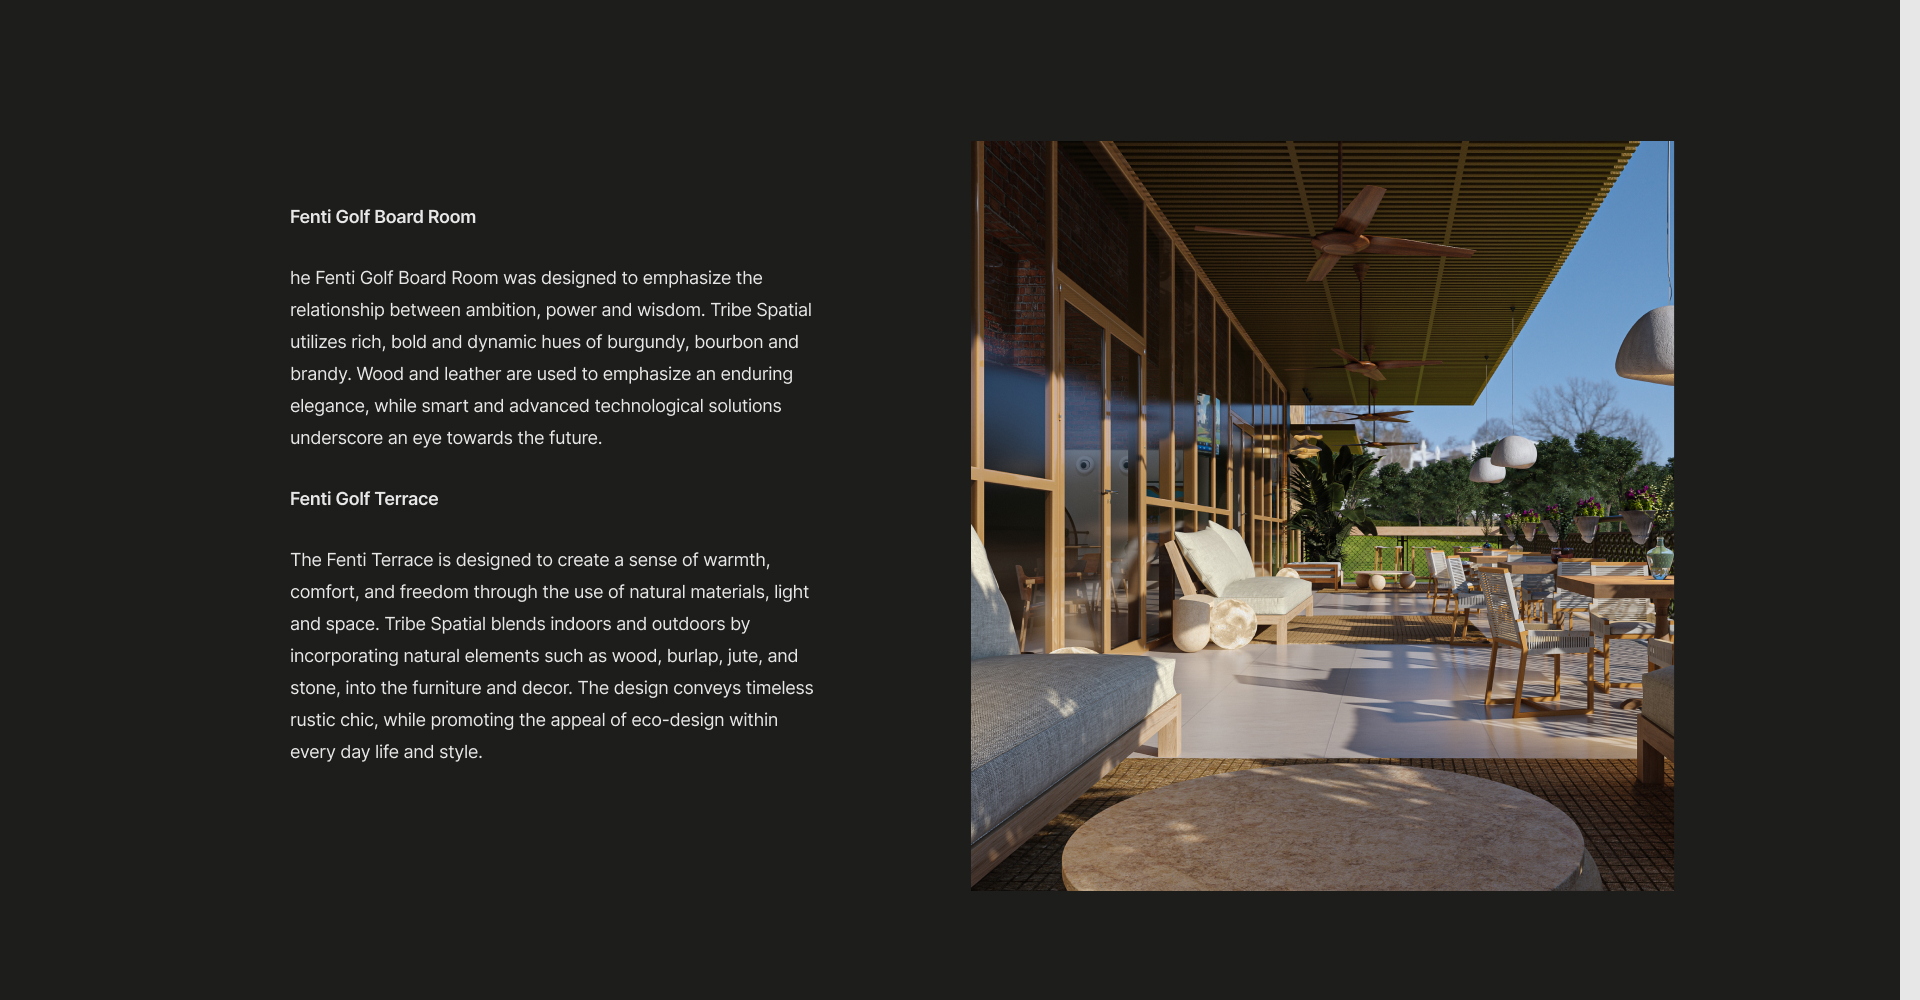 Fenti Golf Board Room
he Fenti Golf Board Room was designed to emphasize the
relationship between ambition, power and wisdom. Tribe Spatial
utilizes rich, bold and dynamic hues of burgundy, bourbon and
brandy. Wood and leather are used to emphasize an enduring
elegance, while smart and advanced technological solutions
underscore an eye towards the future.
Fenti Golf Terrace
The Fenti Terrace is designed to create a sense of warmth,
comfort, and freedom through the use of natural materials, light
and space. Tribe Spatial blends indoors and outdoors by
incorporating natural elements such as wood, burlap, jute, and
stone, into the furniture and decor. The design conveys timeless
rustic chic, while promoting the appeal of eco-design within
every day life and style.